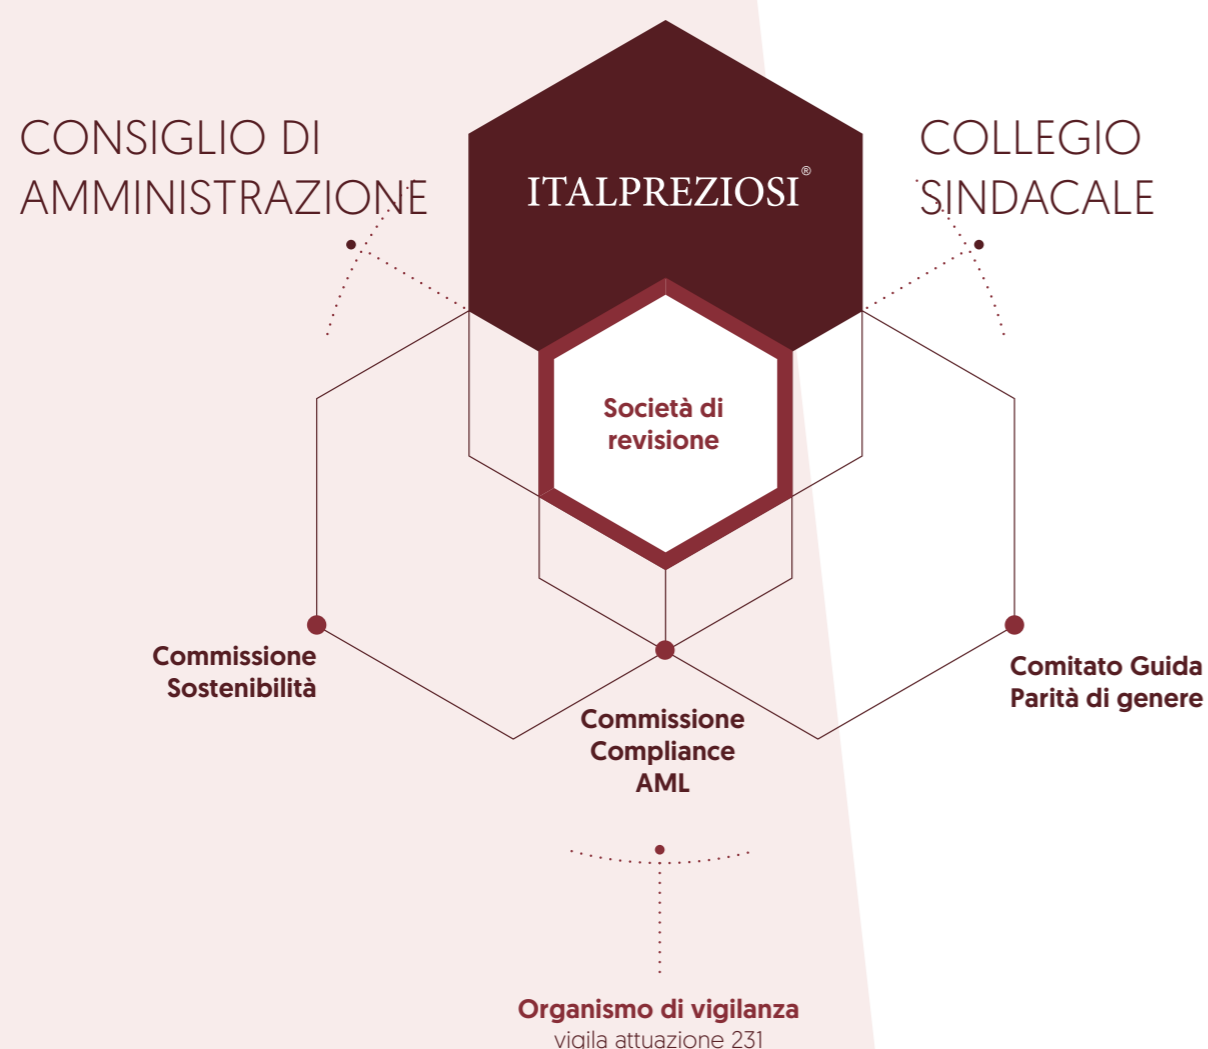 CONSIGLIO DI
AMMINISTRAZIONE
ITALPREZIOSI®
COLLEGIO
SINDACALE
Società di
revisione
Commissione
Sostenibilità
Commissione
Compliance
AML
Comitato Guida
Parità di genere
Organismo di vigilanza
vigila attuazione 231